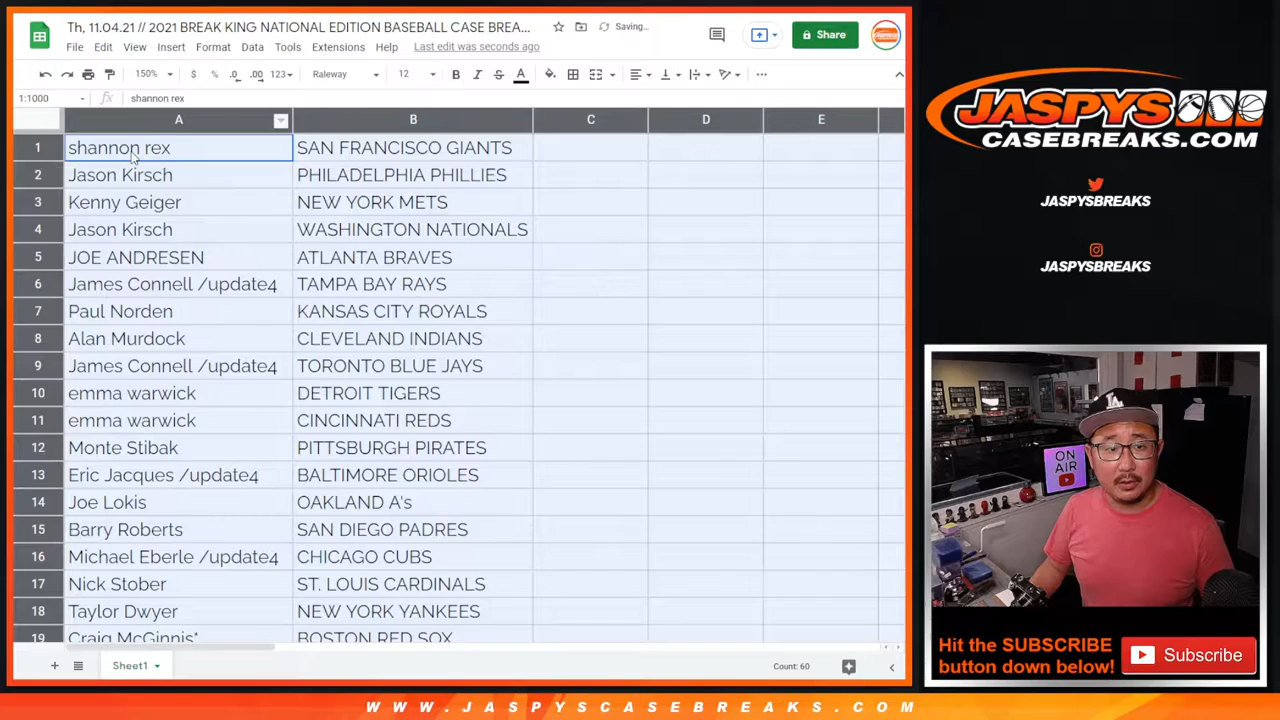 Th, 11.04.21 // 2021 BREAK KING NATIONAL EDITION BASEBALL CASE BREA...
Saving...
File Edit View Insert Format Data Tools Extensions Help Last edit was seconds ago
Share
150% $ % .0 .00 123 Raleway 12 B I S A
1:1000 fx shannon rex
A B C D E
1 shannon rex SAN FRANCISCO GIANTS
2 Jason Kirsch PHILADELPHIA PHILLIES
3 Kenny Geiger NEW YORK METS
4 Jason Kirsch WASHINGTON NATIONALS
5 JOE ANDRESEN ATLANTA BRAVES
6 James Connell /update4 TAMPA BAY RAYS
7 Paul Norden KANSAS CITY ROYALS
8 Alan Murdock CLEVELAND INDIANS
9 James Connell /update4 TORONTO BLUE JAYS
10 emma warwick DETROIT TIGERS
11 emma warwick CINCINNATI REDS
12 Monte Stibak PITTSBURGH PIRATES
13 Eric Jacques /update4 BALTIMORE ORIOLES
14 Joe Lokis OAKLAND A's
15 Barry Roberts SAN DIEGO PADRES
16 Michael Eberle /update4 CHICAGO CUBS
17 Nick Stober ST. LOUIS CARDINALS
18 Taylor Dwyer NEW YORK YANKEES
19 Craig McGinnis* BOSTON RED SOX
Sheet1
Count: 60
JASPYS
CASEBREAKS.COM
JASPYSBREAKS
JASPYSBREAKS
ON
AIR
LA
Hit the SUBSCRIBE
button down below!
Subscribe
WWW.JASPYSCASEBREAKS.COM